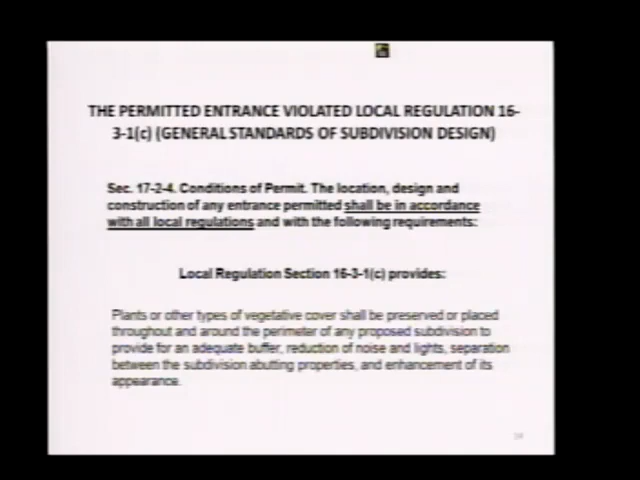 THE PERMITTED ENTRANCE VIOLATED LOCAL REGULATION 16-
3-1(c) (GENERAL STANDARDS OF SUBDIVISION DESIGN)
Sec. 17-2-4. Conditions of Permit. The location, design and
construction of any entrance permitted shall be in accordance
with all local regulations and with the following requirements:
Local Regulation Section 16-3-1(c) provides:
Plants or other types of vegetative cover shall be preserved or placed
throughout and around the perimeter of any proposed subdivision to
provide for an adequate buffer, reduction of noise and lights, separation
between the subdivision abutting properties, and enhancement of its
appearance.